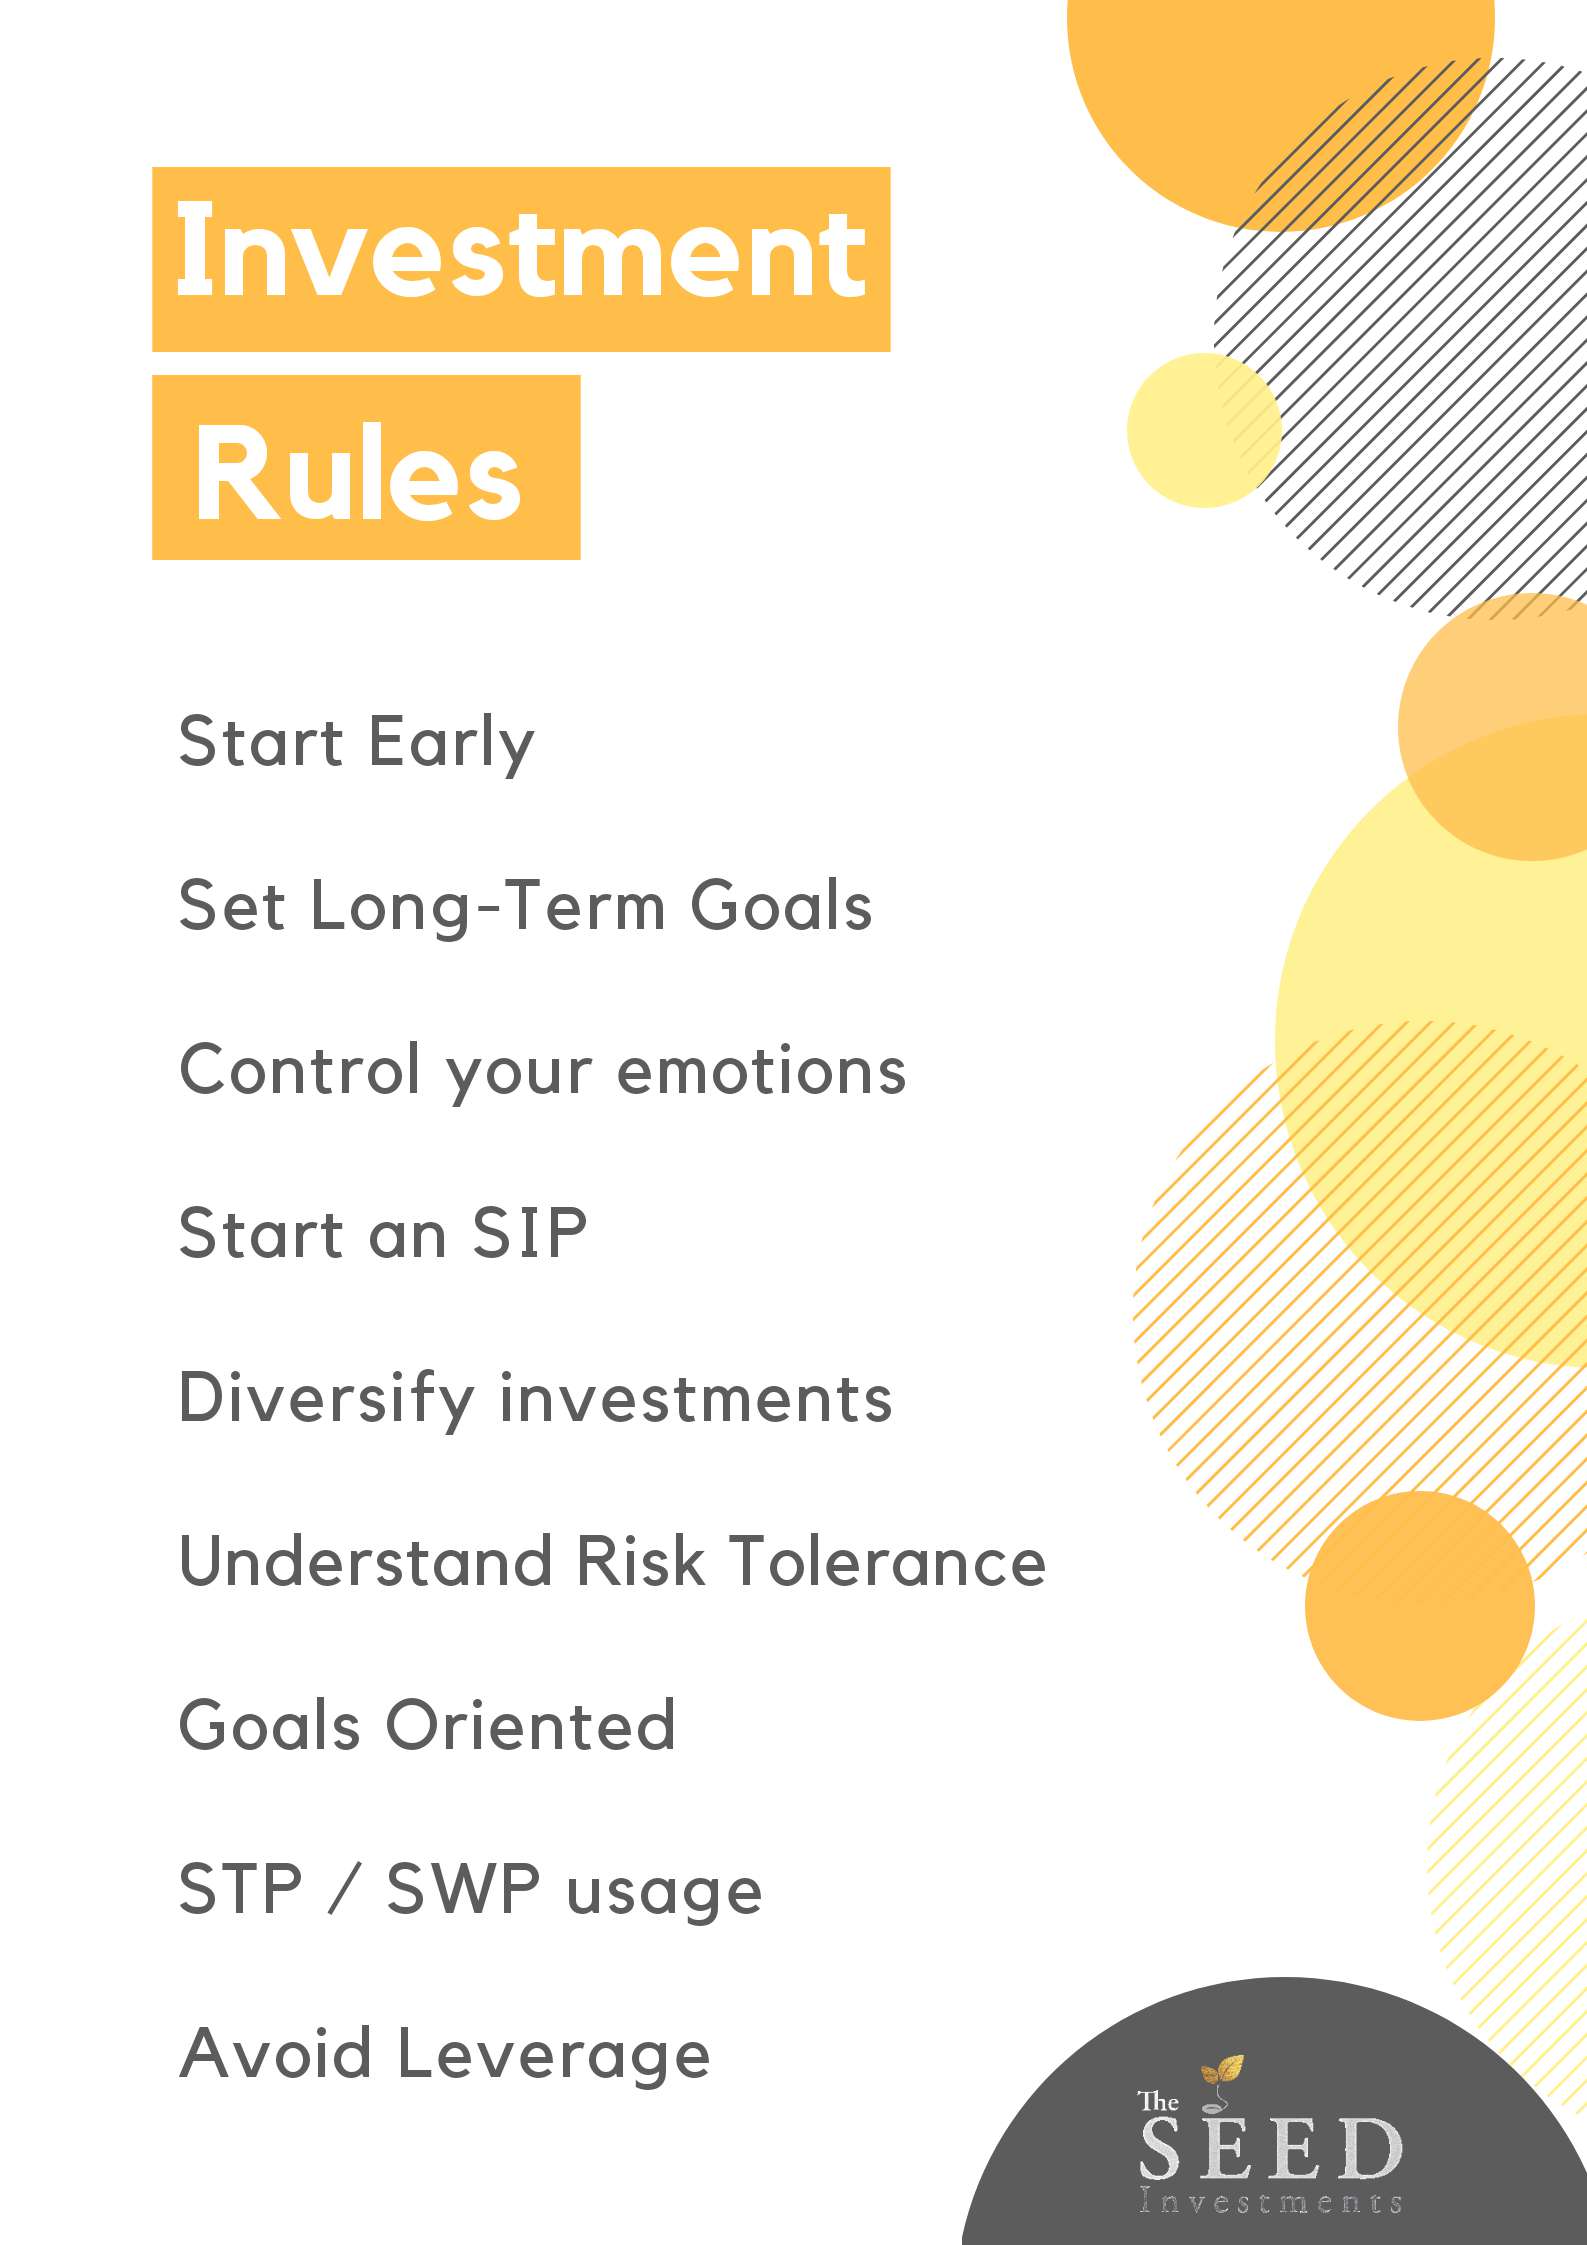 Investment
Rules
Start Early
Set Long-Term Goals
Control your emotions
Start an SIP
Diversify investments
Understand Risk Tolerance
Goals Oriented
STP / SWP usage
Avoid Leverage
The
SEED
Investments